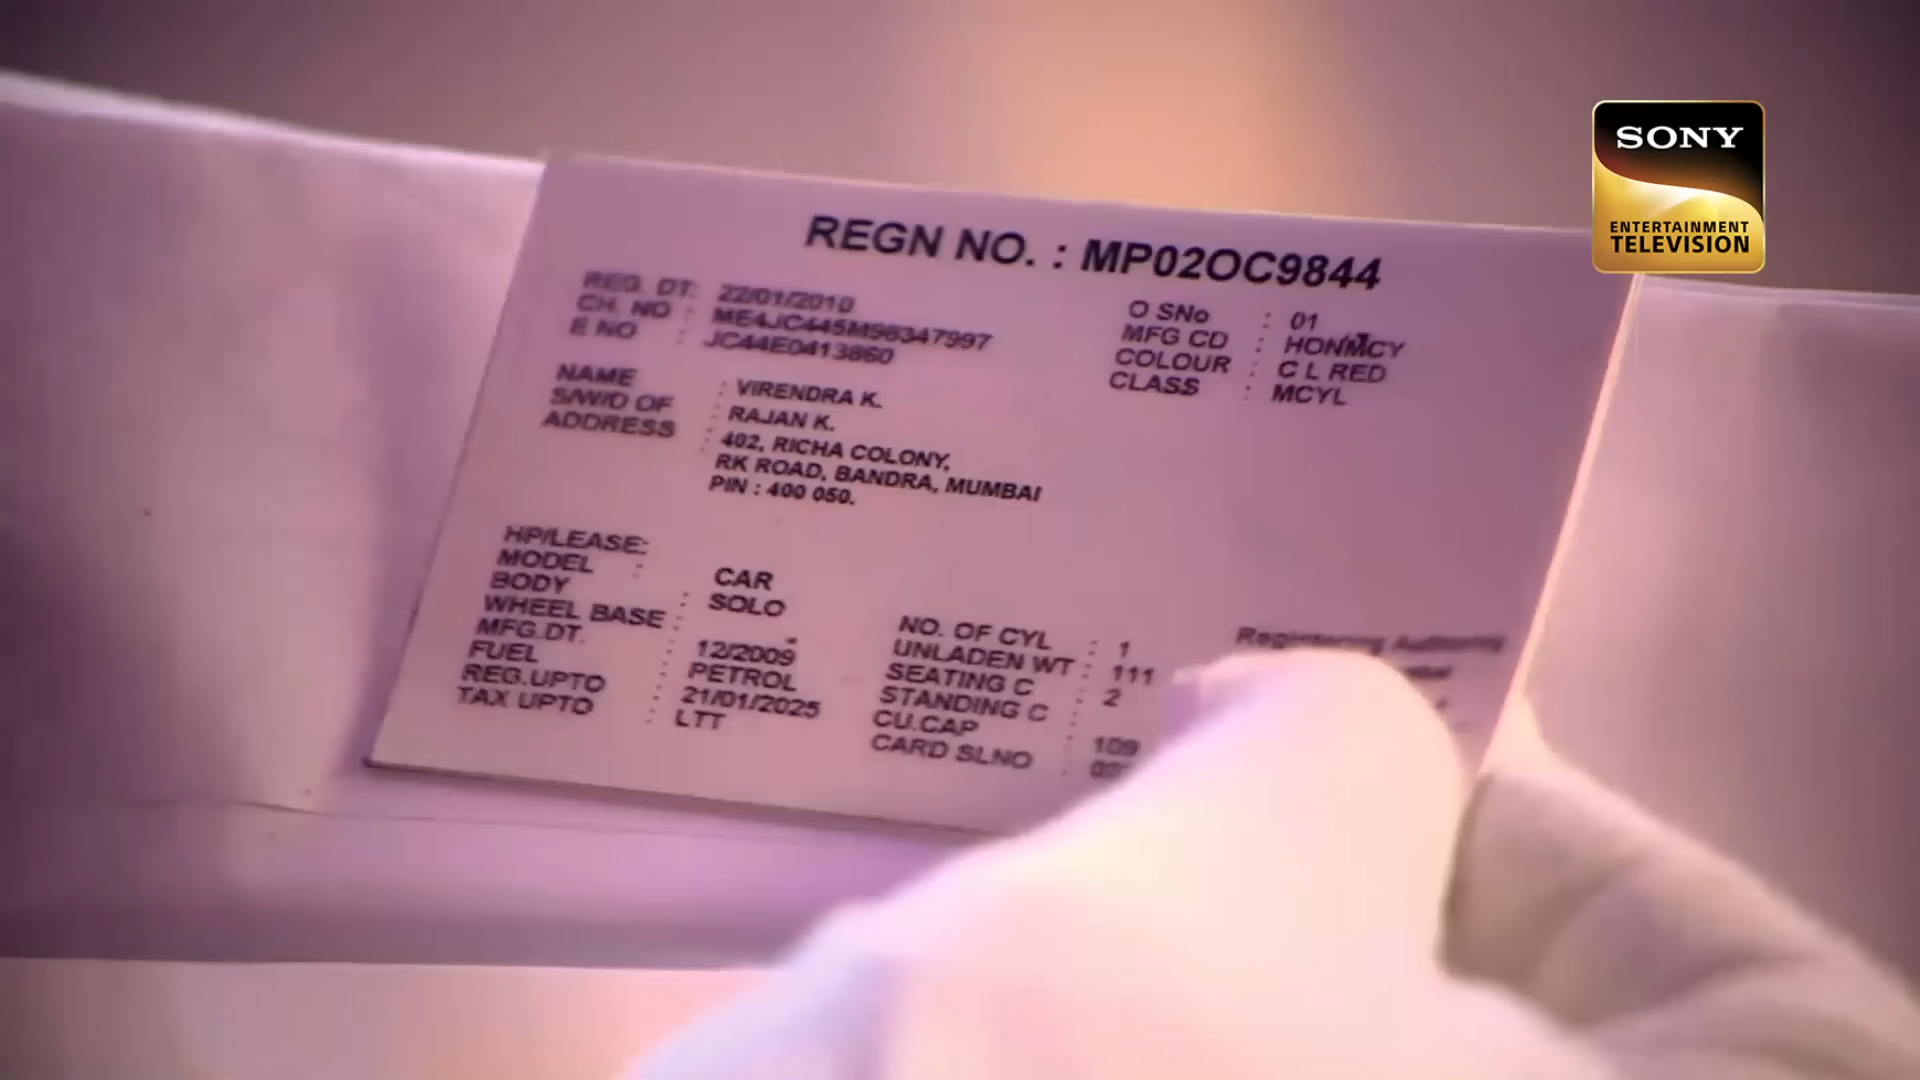 SONY
ENTERTAINMENT
TELEVISION
REGN NO. : MP02OC9844
REG. DT: 22/01/2010
CH. NO : ME4JC445M98347997
E NO : JC44E0413860
O SNo : 01
MFG CD : HONMCY
COLOUR : C L RED
CLASS : MCYL
NAME : VIRENDRA K.
S/W/D OF : RAJAN K.
ADDRESS : 402, RICHA COLONY,
RK ROAD, BANDRA, MUMBAI
PIN : 400 050.
HP/LEASE:
MODEL : CAR
BODY : SOLO
WHEEL BASE :
MFG.DT. : 12/2009
FUEL : PETROL
REG.UPTO : 21/01/2025
TAX UPTO : LTT
NO. OF CYL : 1
UNLADEN WT : 111
SEATING C : 2
STANDING C :
CU.CAP : 109
CARD SLNO :
Registering Authority